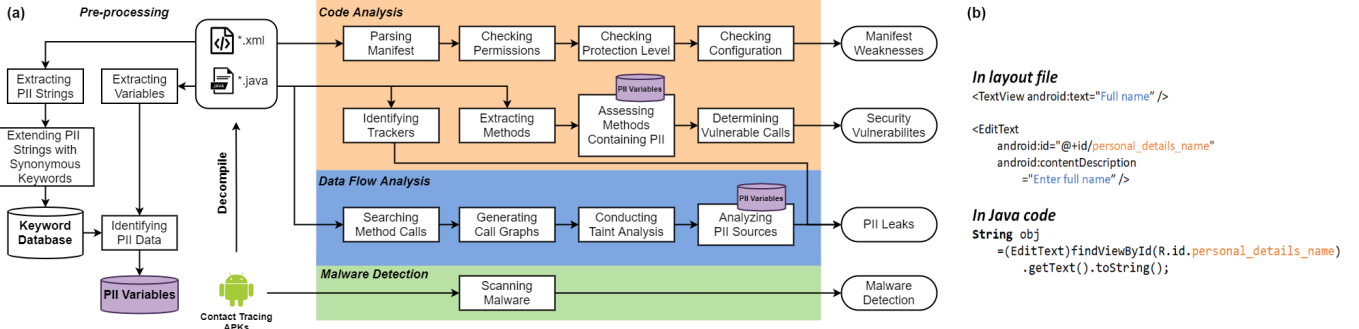 (a)
Pre-processing
*.xml
*.java
JAVA
Extracting
PII Strings
Extracting
Variables
Extending PII
Strings with
Synonymous
Keywords
Keyword
Database
Identifying
PII Data
PII Variables
Decompile
Contact Tracing
APKs
Code Analysis
Parsing
Manifest
Checking
Permissions
Checking
Protection Level
Checking
Configuration
Manifest
Weaknesses
Identifying
Trackers
Extracting
Methods
PII Variables
Assessing
Methods
Containing PII
Determining
Vulnerable Calls
Security
Vulnerabilites
Data Flow Analysis
Searching
Method Calls
Generating
Call Graphs
Conducting
Taint Analysis
PII Variables
Analyzing
PII Sources
PII Leaks
Malware Detection
Scanning
Malware
Malware
Detection
(b)
In layout file
<TextView android:text="Full name" />
<EditText
android:id="@+id/personal_details_name"
android:contentDescription
="Enter full name" />
In Java code
String obj
=(EditText)findViewById(R.id.personal_details_name)
.getText().toString();